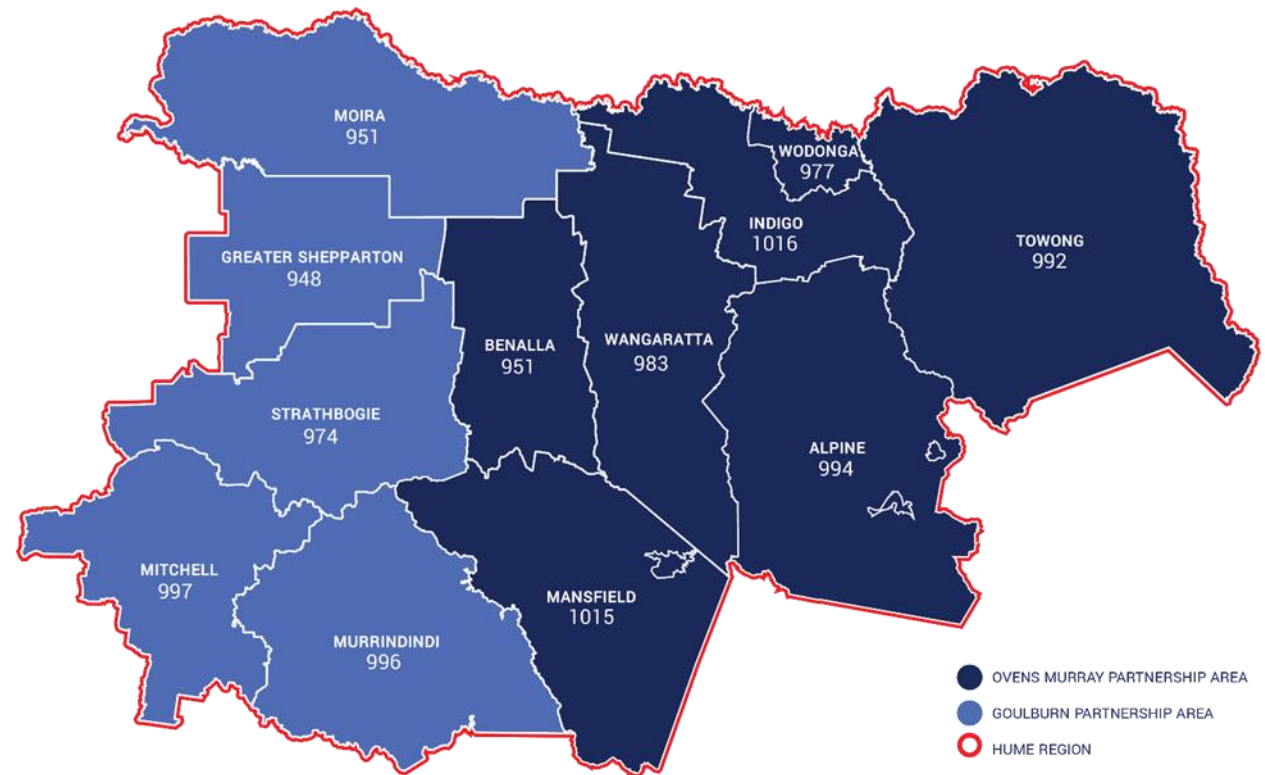 MOIRA
951
WODONGA
977
INDIGO
1016
TOWONG
992
GREATER SHEPPARTON
948
BENALLA
951
WANGARATTA
983
STRATHBOGIE
974
ALPINE
994
MITCHELL
997
MANSFIELD
1015
MURRINDINDI
996
OVENS MURRAY PARTNERSHIP AREA
GOULBURN PARTNERSHIP AREA
HUME REGION